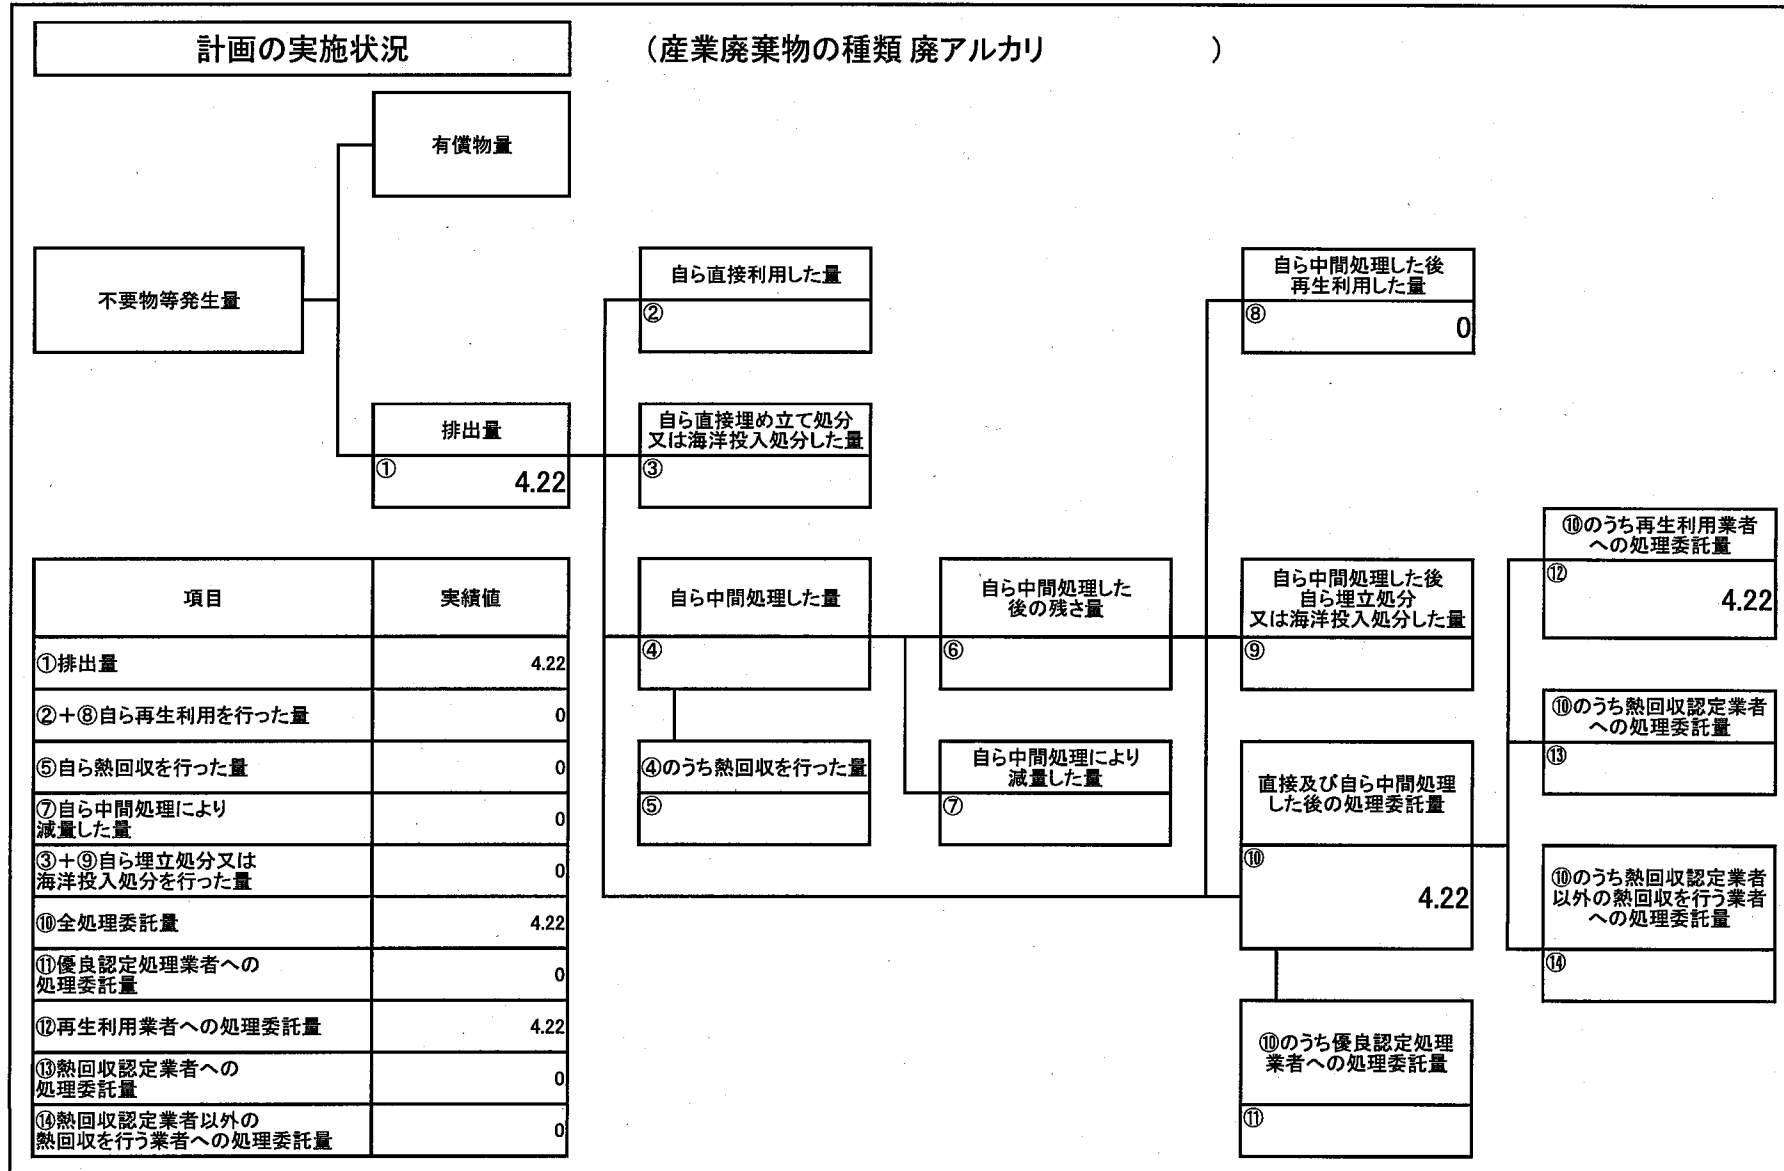 計画の実施状況
(産業廃棄物の種類 廃アルカリ )
有償物量
不要物等発生量
排出量
① 4.22
自ら直接利用した量
②
自ら直接埋め立て処分
又は海洋投入処分した量
③
自ら中間処理した後
再生利用した量
⑧ 0
自ら中間処理した量
④
④のうち熱回収を行った量
⑤
自ら中間処理した
後の残さ量
⑥
自ら中間処理により
減量した量
⑦
自ら中間処理した後
自ら埋立処分
又は海洋投入処分した量
⑨
直接及び自ら中間処理
した後の処理委託量
⑩
4.22
⑩のうち優良認定処理
業者への処理委託量
⑪
⑩のうち再生利用業者
への処理委託量
⑫
4.22
⑩のうち熱回収認定業者
への処理委託量
⑬
⑩のうち熱回収認定業者
以外の熱回収を行う業者
への処理委託量
⑭
項目 実績値
①排出量 4.22
②+⑧自ら再生利用を行った量 0
⑤自ら熱回収を行った量 0
⑦自ら中間処理により
減量した量 0
③+⑨自ら埋立処分又は
海洋投入処分を行った量 0
⑩全処理委託量 4.22
⑪優良認定処理業者への
処理委託量 0
⑫再生利用業者への処理委託量 4.22
⑬熱回収認定業者への
処理委託量 0
⑭熱回収認定業者以外の
熱回収を行う業者への処理委託量 0